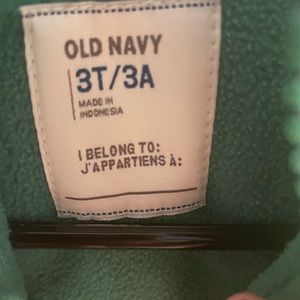 OLD NAVY
3T/3A
MADE IN
INDONESIA
I BELONG TO:
J'APPARTIENS À: